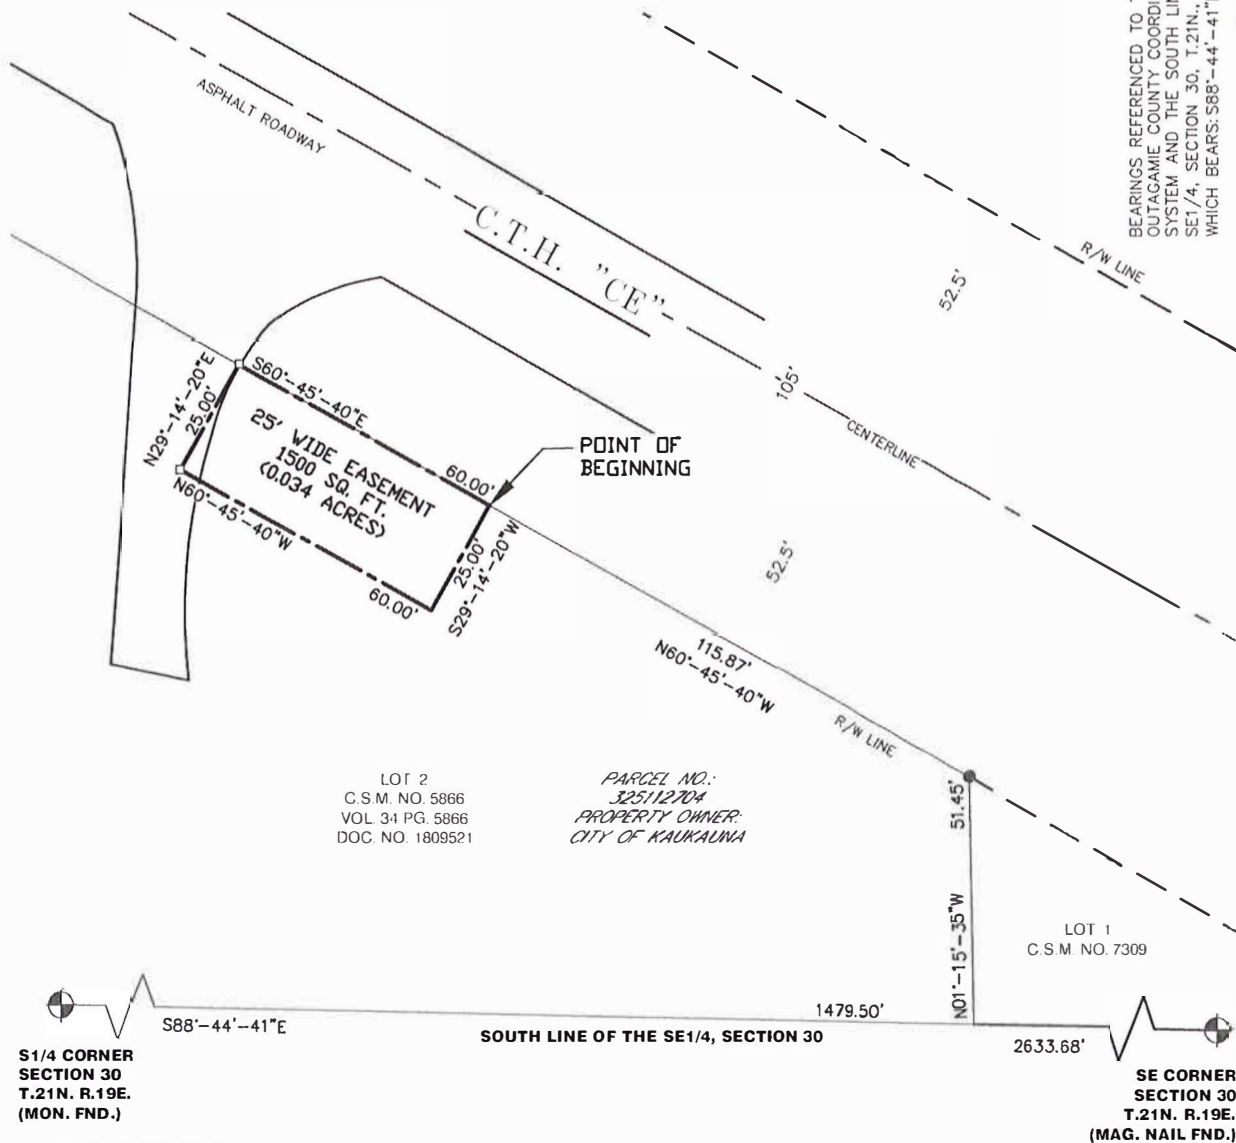 BEARINGS REFERENCED TO
OUTAGAMIE COUNTY
SYSTEM AND THE SOUTH
SE1/4, SECTION 30, T.21N.,
WHICH BEARS: S88°-44'-41"
ASPHALT ROADWAY
C.T.H. "CE"
R/W LINE
52.5'
105'
CENTERLINE
52.5'
N29°-14'-20"E
25.00'
S60°-45'-40"E
60.00'
25' WIDE EASEMENT
1500 SQ. FT.
(0.034 ACRES)
POINT OF
BEGINNING
N60°-45'-40"W
60.00'
25.00'
S29°-14'-20"W
115.87'
N60°-45'-40"W
R/W LINE
LOT 2
C.S.M. NO. 5866
VOL. 34 PG. 5866
DOC. NO. 1809521
PARCEL NO.:
325112704
PROPERTY OWNER:
CITY OF KAUKAUNA
51.45'
N01°-15'-35"W
LOT 1
C.S.M. NO. 7309
S88°-44'-41"E
1479.50'
SOUTH LINE OF THE SE1/4, SECTION 30
2633.68'
S1/4 CORNER
SECTION 30
T.21N. R.19E.
(MON. FND.)
SE CORNER
SECTION 30
T.21N. R.19E.
(MAG. NAIL FND.)